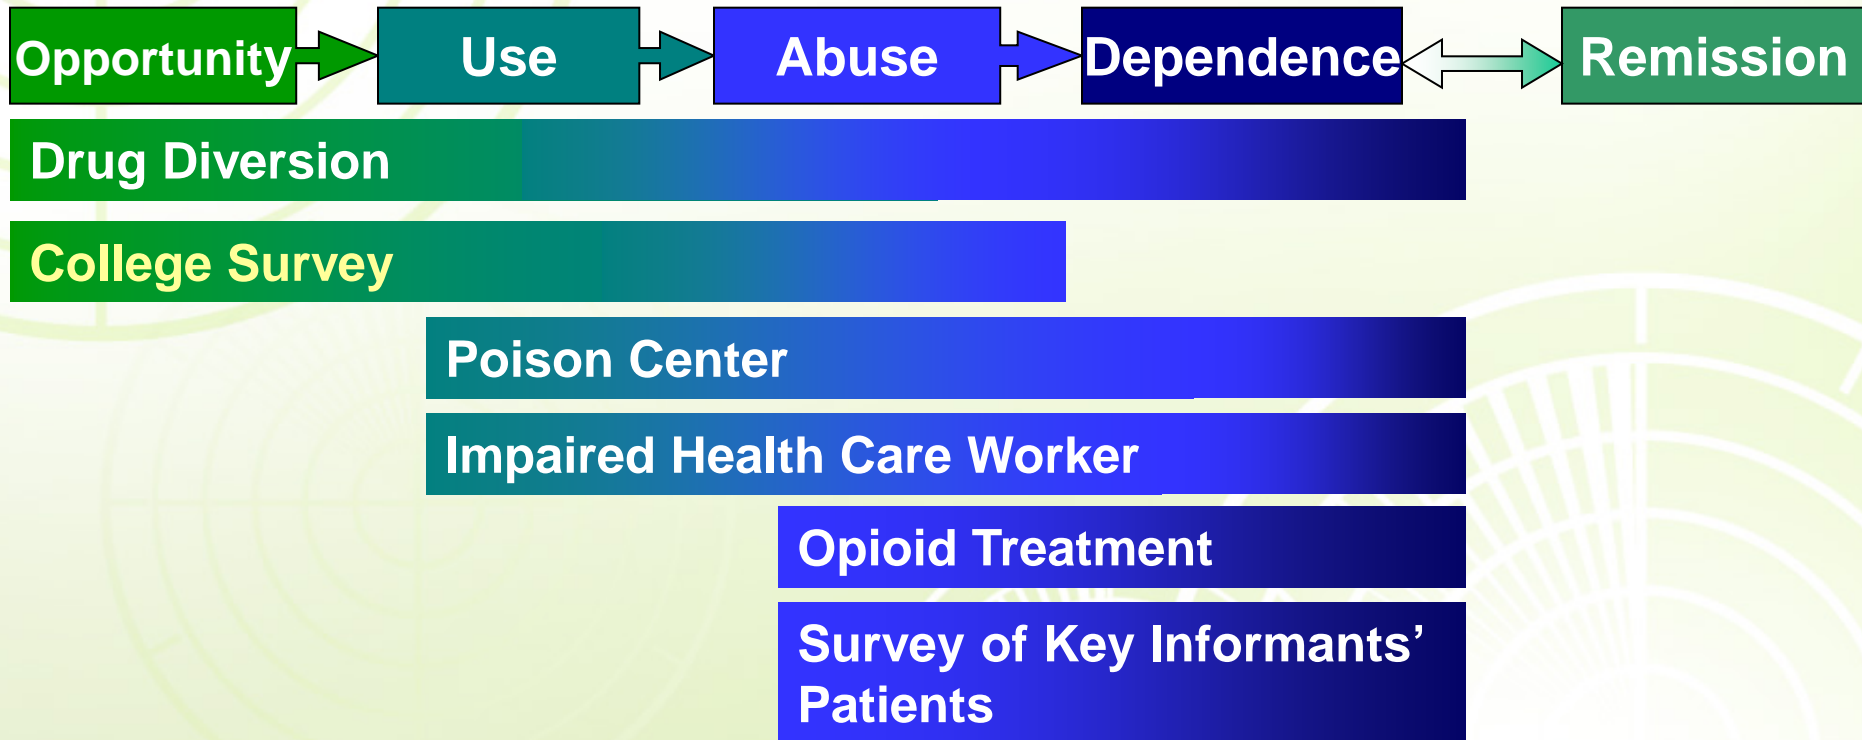 Opportunity Use Abuse Dependence Remission
Drug Diversion
College Survey
Poison Center
Impaired Health Care Worker
Opioid Treatment
Survey of Key Informants’
Patients